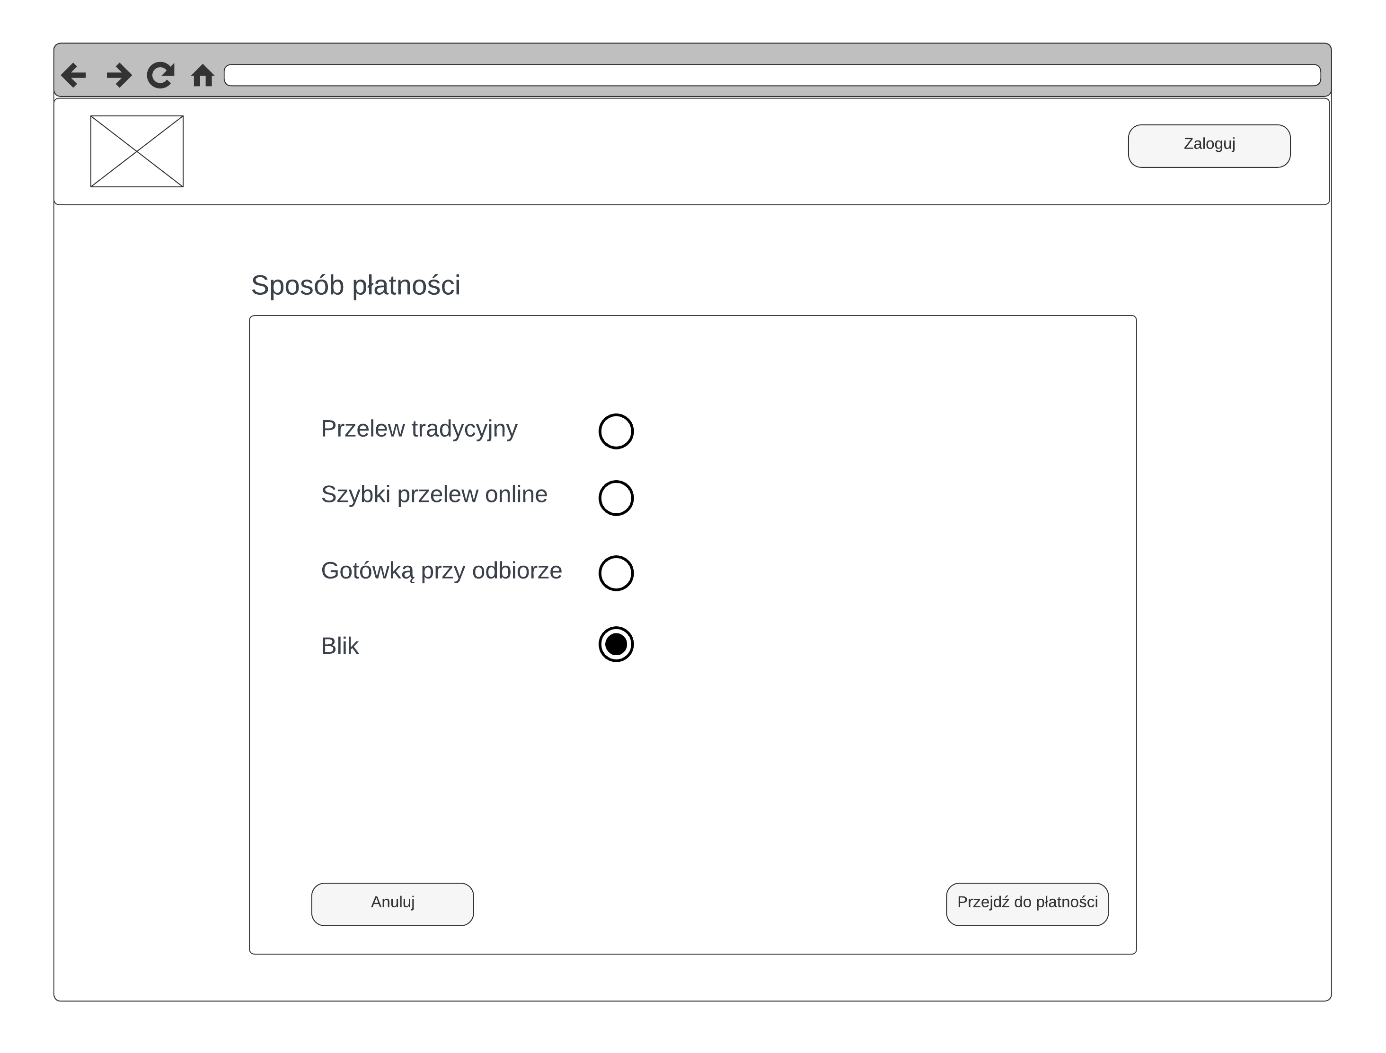 Zaloguj
Sposób płatności
Przelew tradycyjny
Szybki przelew online
Gotówką przy odbiorze
Blik
Anuluj
Przejdź do płatności